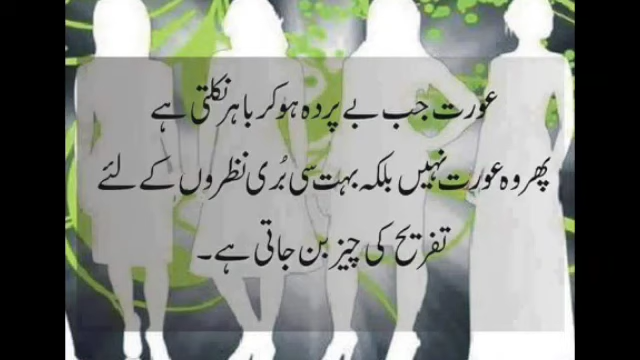 عورت جب بے پردہ ہو کر باہر نکلتی ہے
پھر وہ عورت نہیں بلکہ بہت سی بُری نظروں کے لئے
تفریح کی چیز بن جاتی ہے۔